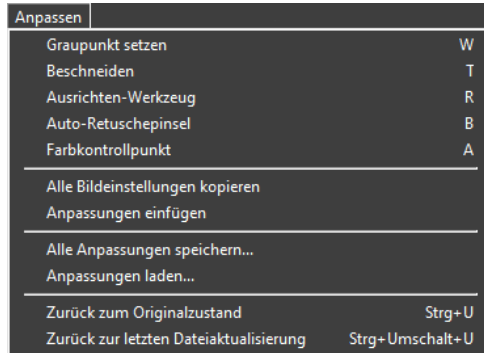 Anpassen
Graupunkt setzen W
Beschneiden T
Ausrichten-Werkzeug R
Auto-Retuschepinsel B
Farbkontrollpunkt A
Alle Bildeinstellungen kopieren
Anpassungen einfügen
Alle Anpassungen speichern...
Anpassungen laden...
Zurück zum Originalzustand Strg+U
Zurück zur letzten Dateiaktualisierung Strg+Umschalt+U